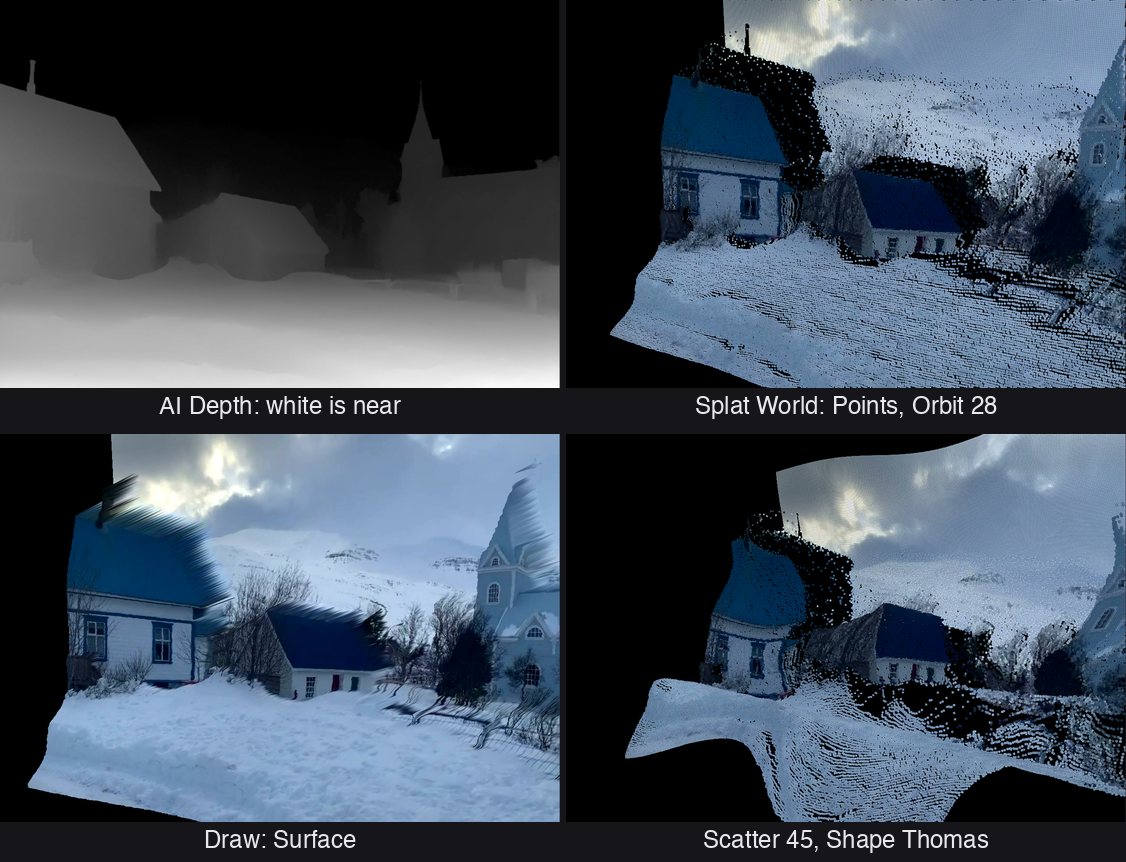 AI Depth: white is near
Splat World: Points, Orbit 28
Draw: Surface
Scatter 45, Shape Thomas